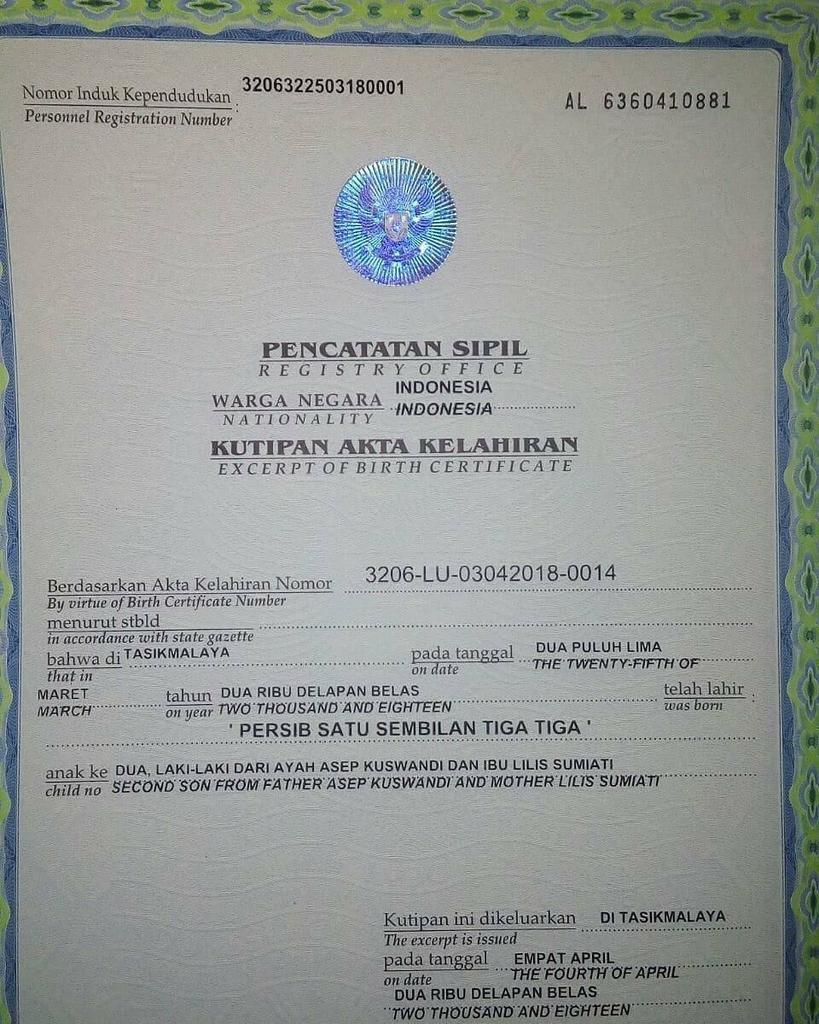 Nomor Induk Kependudukan : 3206322503180001
Personnel Registration Number
AL 6360410881
PENCATATAN SIPIL
REGISTRY OFFICE
WARGA NEGARA INDONESIA
NATIONALITY INDONESIA
KUTIPAN AKTA KELAHIRAN
EXCERPT OF BIRTH CERTIFICATE
Berdasarkan Akta Kelahiran Nomor 3206-LU-03042018-0014
By virtue of Birth Certificate Number
menurut stbld
in accordance with state gazette
bahwa di TASIKMALAYA pada tanggal DUA PULUH LIMA
that in on date THE TWENTY-FIFTH OF
MARET tahun DUA RIBU DELAPAN BELAS telah lahir :
MARCH on year TWO THOUSAND AND EIGHTEEN was born
' PERSIB SATU SEMBILAN TIGA TIGA '
anak ke DUA, LAKI-LAKI DARI AYAH ASEP KUSWANDI DAN IBU LILIS SUMIATI
child no SECOND SON FROM FATHER ASEP KUSWANDI AND MOTHER LILIS SUMIATI
Kutipan ini dikeluarkan DI TASIKMALAYA
The excerpt is issued
pada tanggal EMPAT APRIL
on date THE FOURTH OF APRIL
DUA RIBU DELAPAN BELAS
TWO THOUSAND AND EIGHTEEN